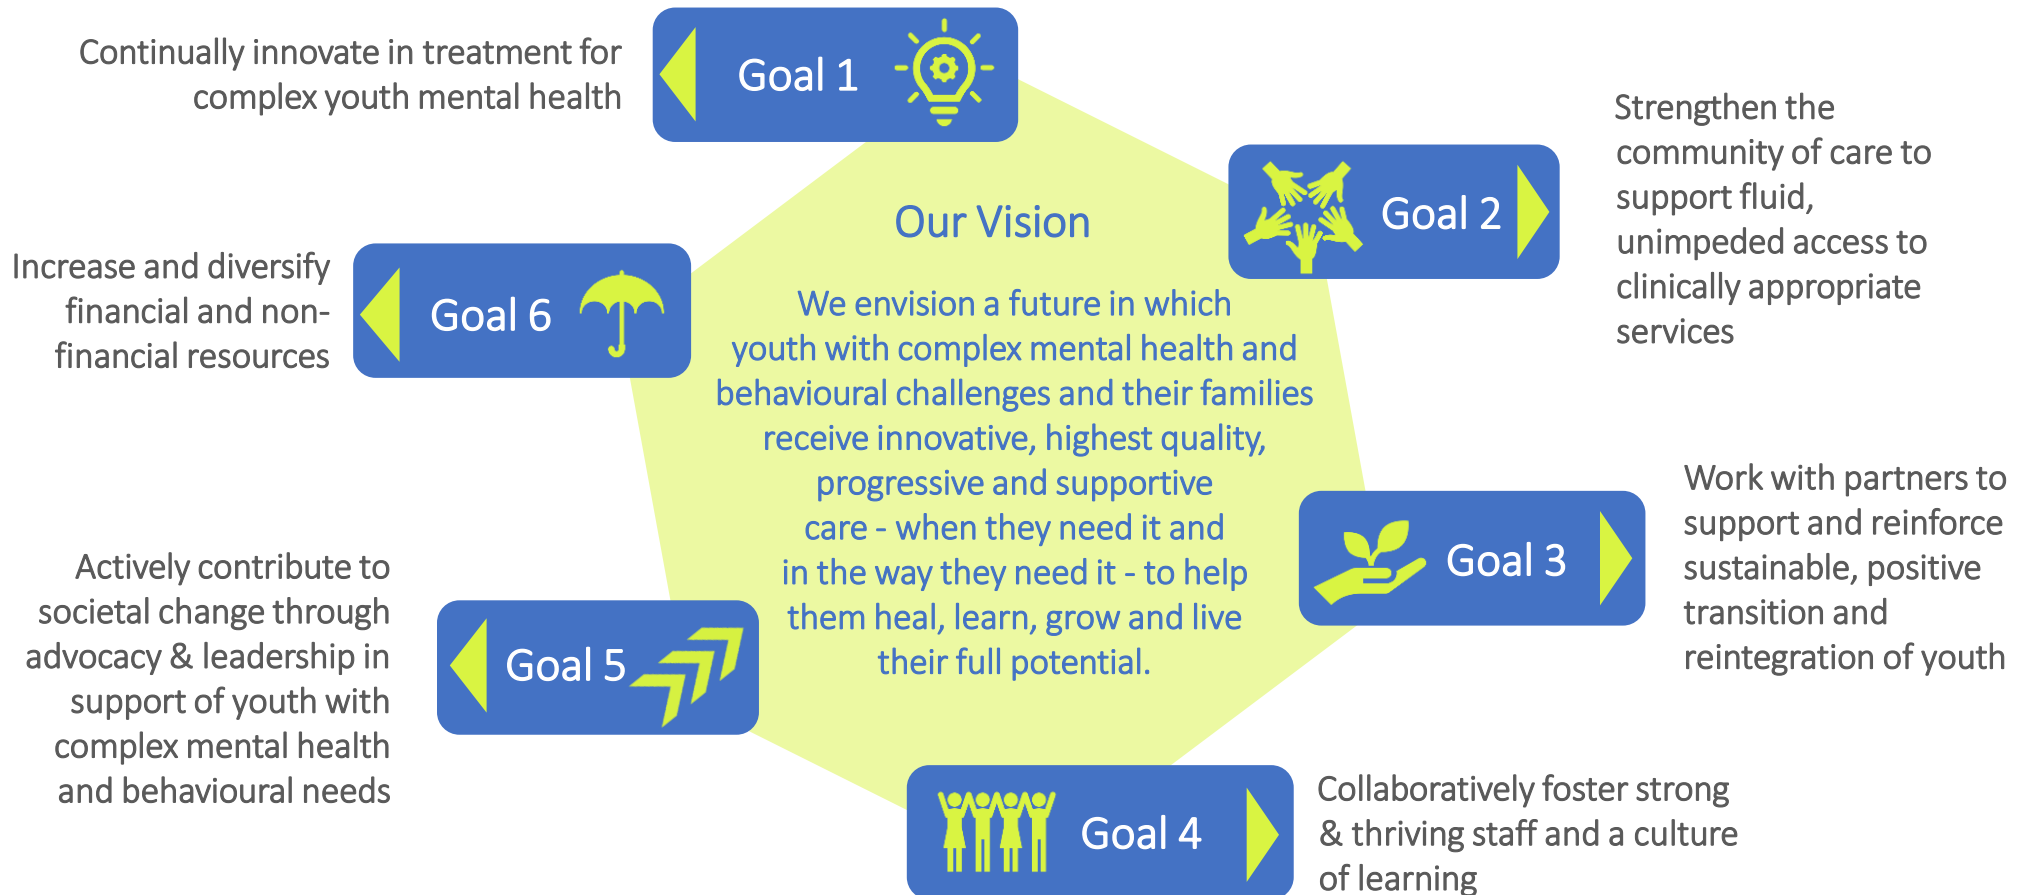 Continually innovate in treatment for
complex youth mental health
Goal 1
Goal 2
Strengthen the
community of care to
support fluid,
unimpeded access to
clinically appropriate
services
Our Vision
We envision a future in which
youth with complex mental health and
behavioural challenges and their families
receive innovative, highest quality,
progressive and supportive
care - when they need it and
in the way they need it - to help
them heal, learn, grow and live
their full potential.
Goal 3
Work with partners to
support and reinforce
sustainable, positive
transition and
reintegration of youth
Goal 4
Collaboratively foster strong
& thriving staff and a culture
of learning
Goal 5
Actively contribute to
societal change through
advocacy & leadership in
support of youth with
complex mental health
and behavioural needs
Goal 6
Increase and diversify
financial and non-
financial resources